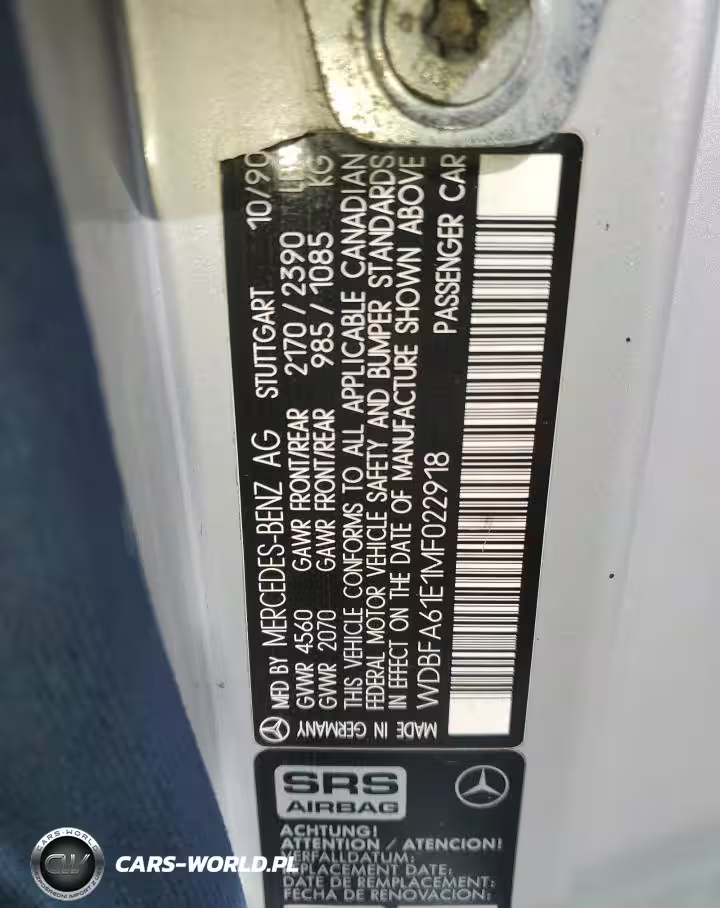 MFD BY MERCEDES-BENZ AG STUTTGART 10/90
GVWR 4560 GAWR FRONT/REAR 2170 / 2390
GVWR 2070 GAWR FRONT/REAR 985 / 1085 KG
THIS VEHICLE CONFORMS TO ALL APPLICABLE CANADIAN
FEDERAL MOTOR VEHICLE SAFETY AND BUMPER STANDARDS
IN EFFECT ON THE DATE OF MANUFACTURE SHOWN ABOVE
WDBFA61E1MF022918 PASSENGER CAR
MADE IN GERMANY
SRS
AIRBAG
ACHTUNG!
ATTENTION / ATENCION!
VERFALLDATUM:
REPLACEMENT DATE:
DATE DE REMPLACEMENT:
FECHA DE RENOVACION:
CARS-WORLD
CW
CARS-WORLD.PL